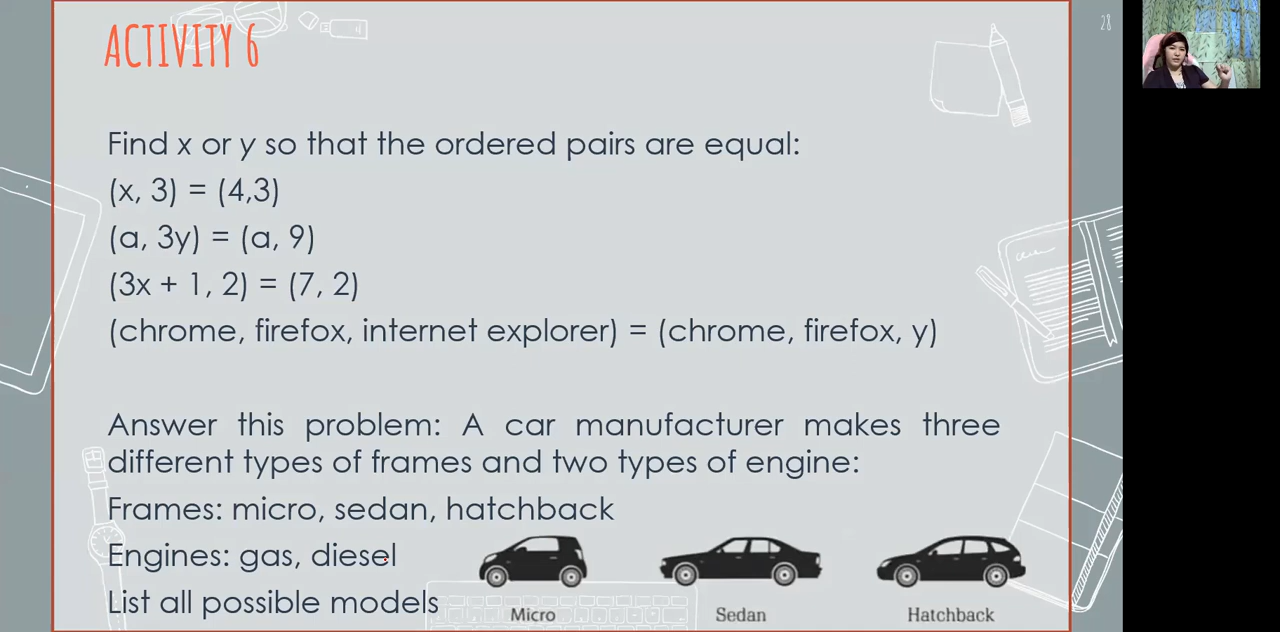 ACTIVITY 6
28
Find x or y so that the ordered pairs are equal:
(x, 3) = (4,3)
(a, 3y) = (a, 9)
(3x + 1, 2) = (7, 2)
(chrome, firefox, internet explorer) = (chrome, firefox, y)
Answer this problem: A car manufacturer makes three
different types of frames and two types of engine:
Frames: micro, sedan, hatchback
Engines: gas, diesel
List all possible models
Micro
Sedan
Hatchback